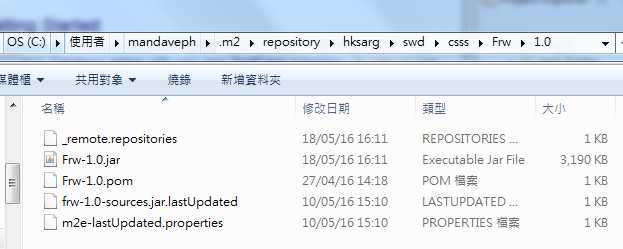 OS (C:) ▸ 使用者 ▸ mandaveph ▸ .m2 ▸ repository ▸ hksarg ▸ swd ▸ csss ▸ Frw ▸ 1.0
媒體櫃 ▼ 共用對象 ▼ 燒錄 新增資料夾
名稱 修改日期 類型 大小
_remote.repositories 18/05/16 16:11 REPOSITORIES ... 1 KB
Frw-1.0.jar 18/05/16 16:11 Executable Jar File 3,190 KB
Frw-1.0.pom 27/04/16 14:18 POM 檔案 1 KB
frw-1.0-sources.jar.lastUpdated 10/05/16 15:10 LASTUPDATED ... 1 KB
m2e-lastUpdated.properties 10/05/16 15:10 PROPERTIES 檔案 1 KB